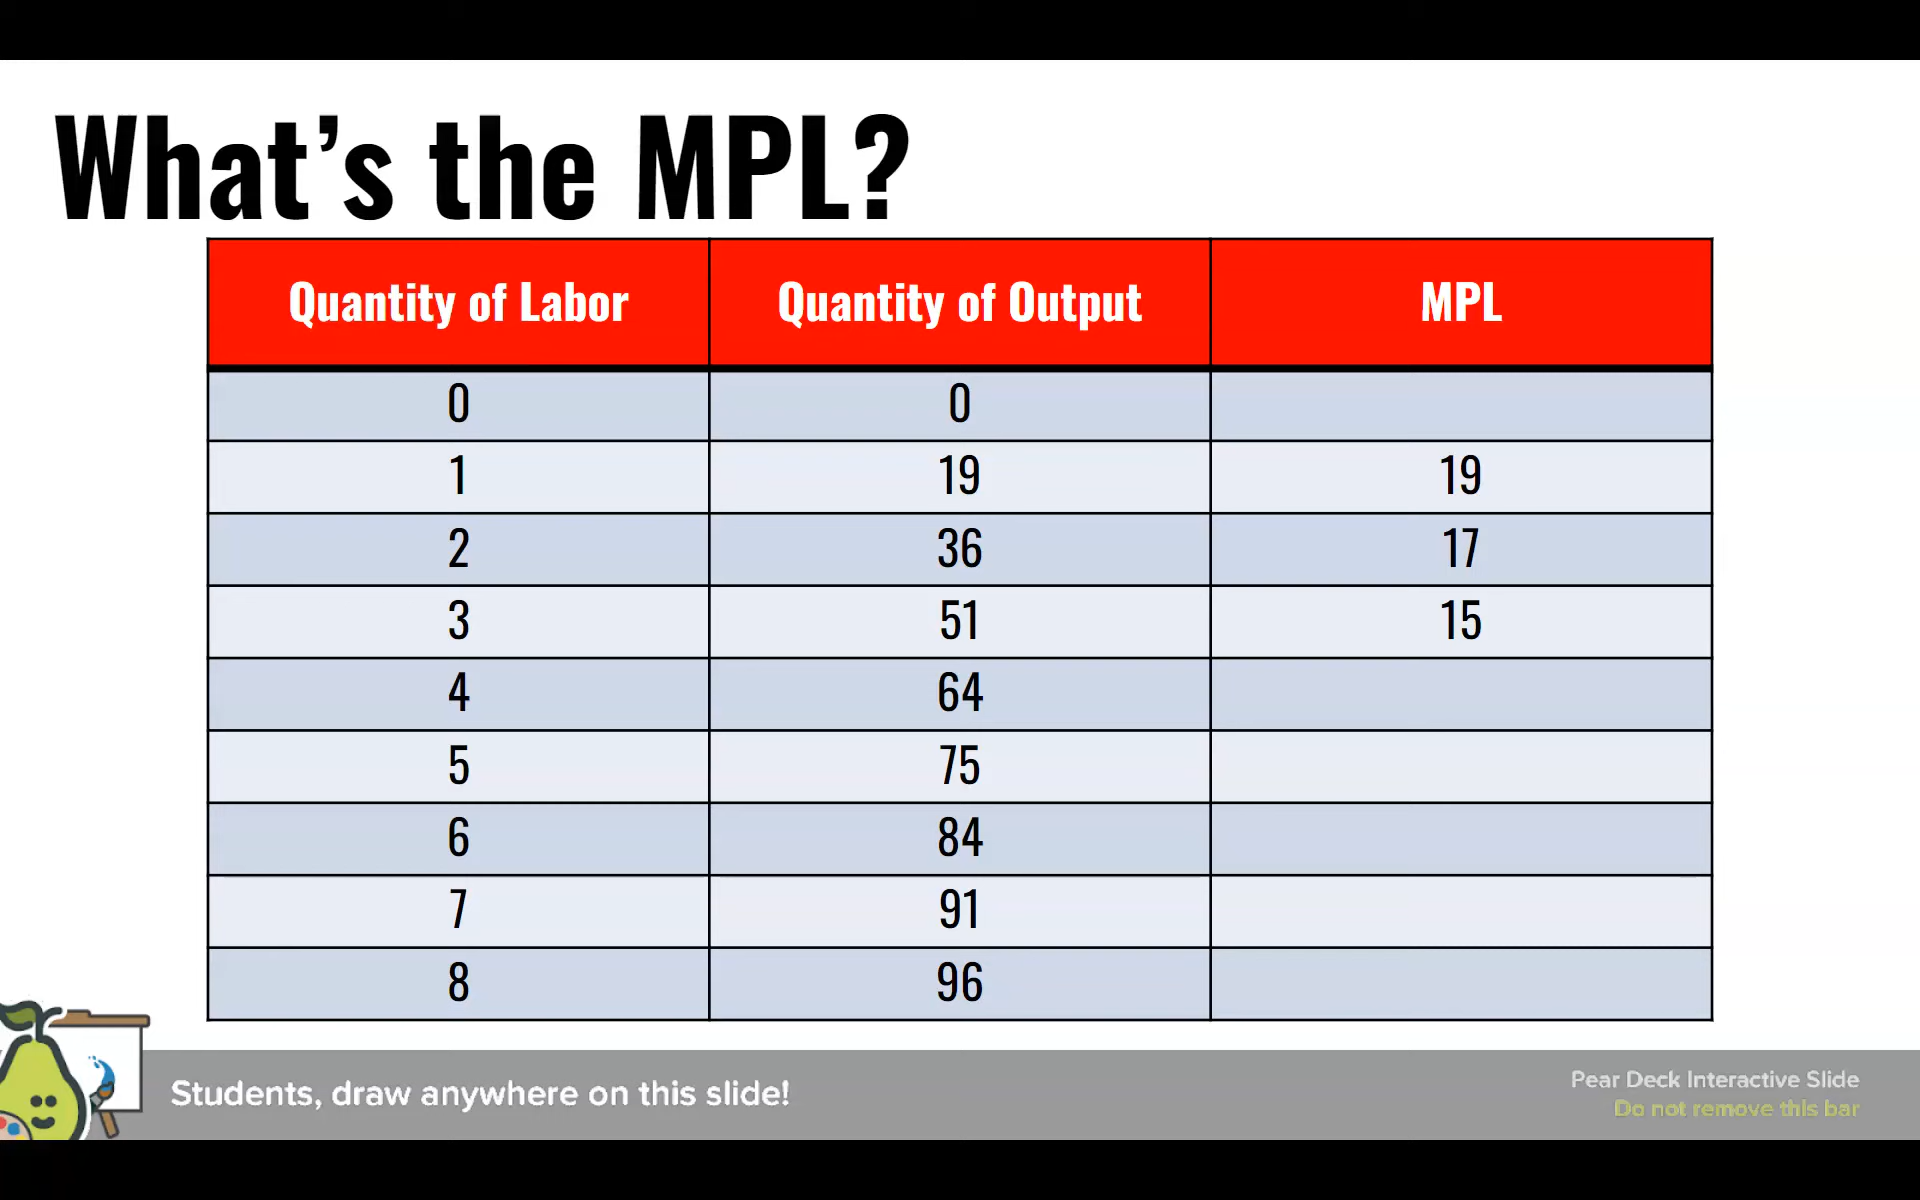 What’s the MPL?
Quantity of Labor Quantity of Output MPL
0 0
1 19 19
2 36 17
3 51 15
4 64
5 75
6 84
7 91
8 96
Students, draw anywhere on this slide!
Pear Deck Interactive Slide
Do not remove this bar